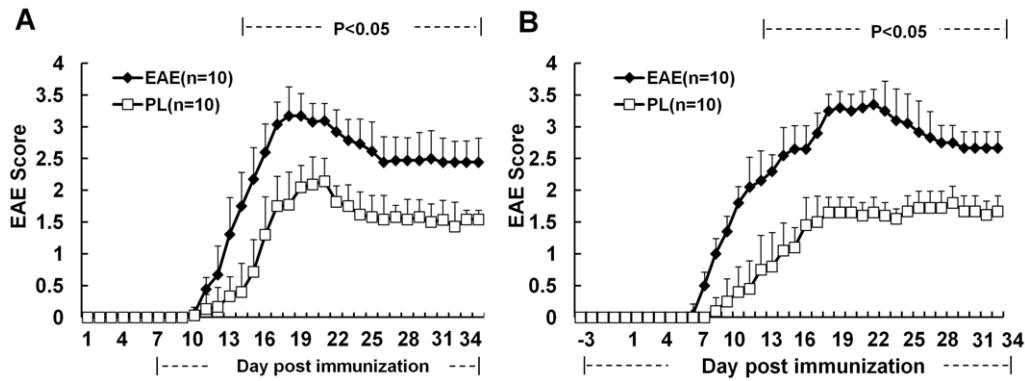 A
P<0.05
EAE Score
4
3.5
3
2.5
2
1.5
1
0.5
0
EAE(n=10)
PL(n=10)
1 4 7 10 13 16 19 22 25 28 31 34
Day post immunization
B
P<0.05
EAE Score
4
3.5
3
2.5
2
1.5
1
0.5
0
EAE(n=10)
PL(n=10)
-3 1 4 7 10 13 16 19 22 25 28 31 34
Day post immunization